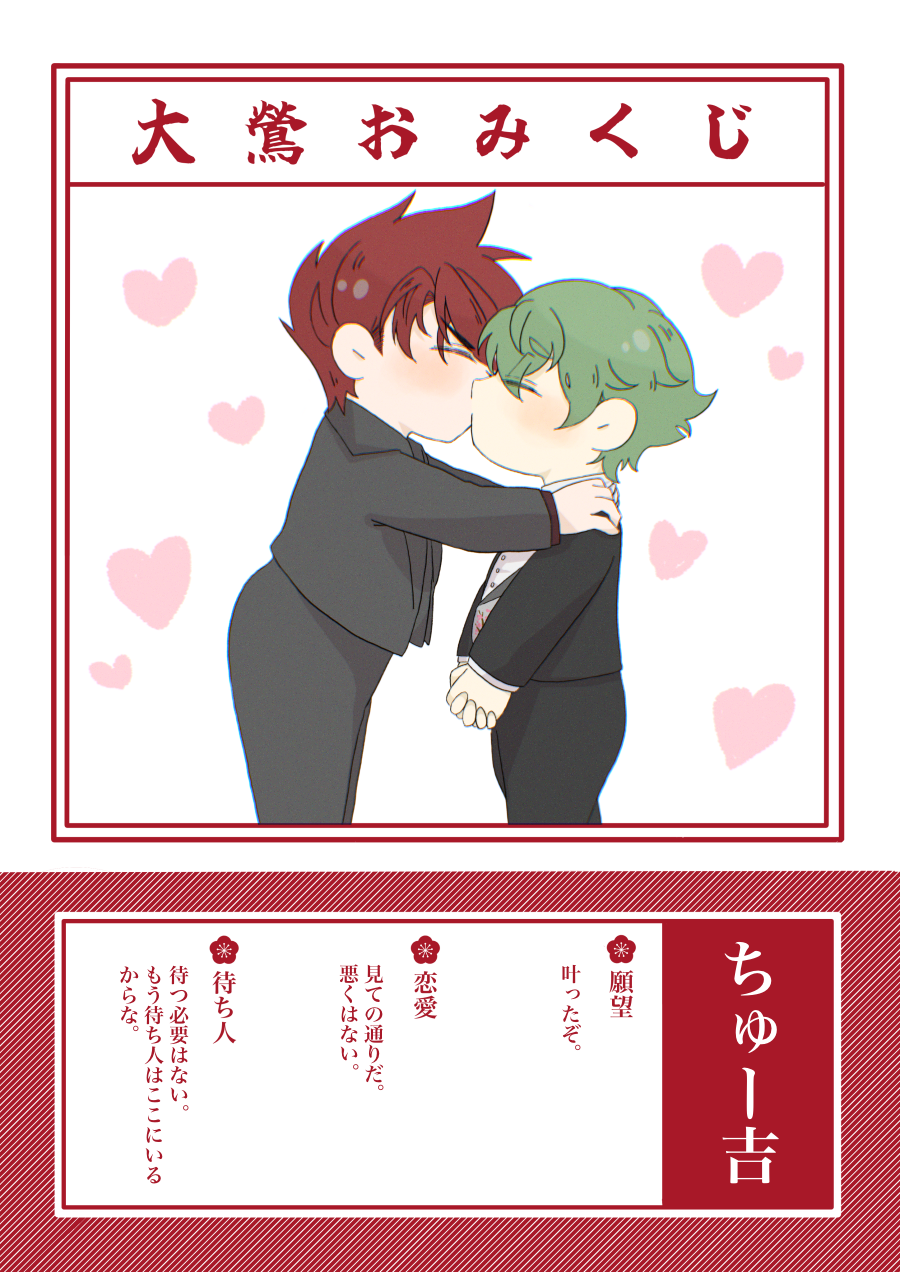 大鶯おみくじ
ちゅー吉
願望
叶ったぞ。
恋愛
見ての通りだ。
悪くはない。
待ち人
待つ必要はない。
もう待ち人はここにいる
からな。